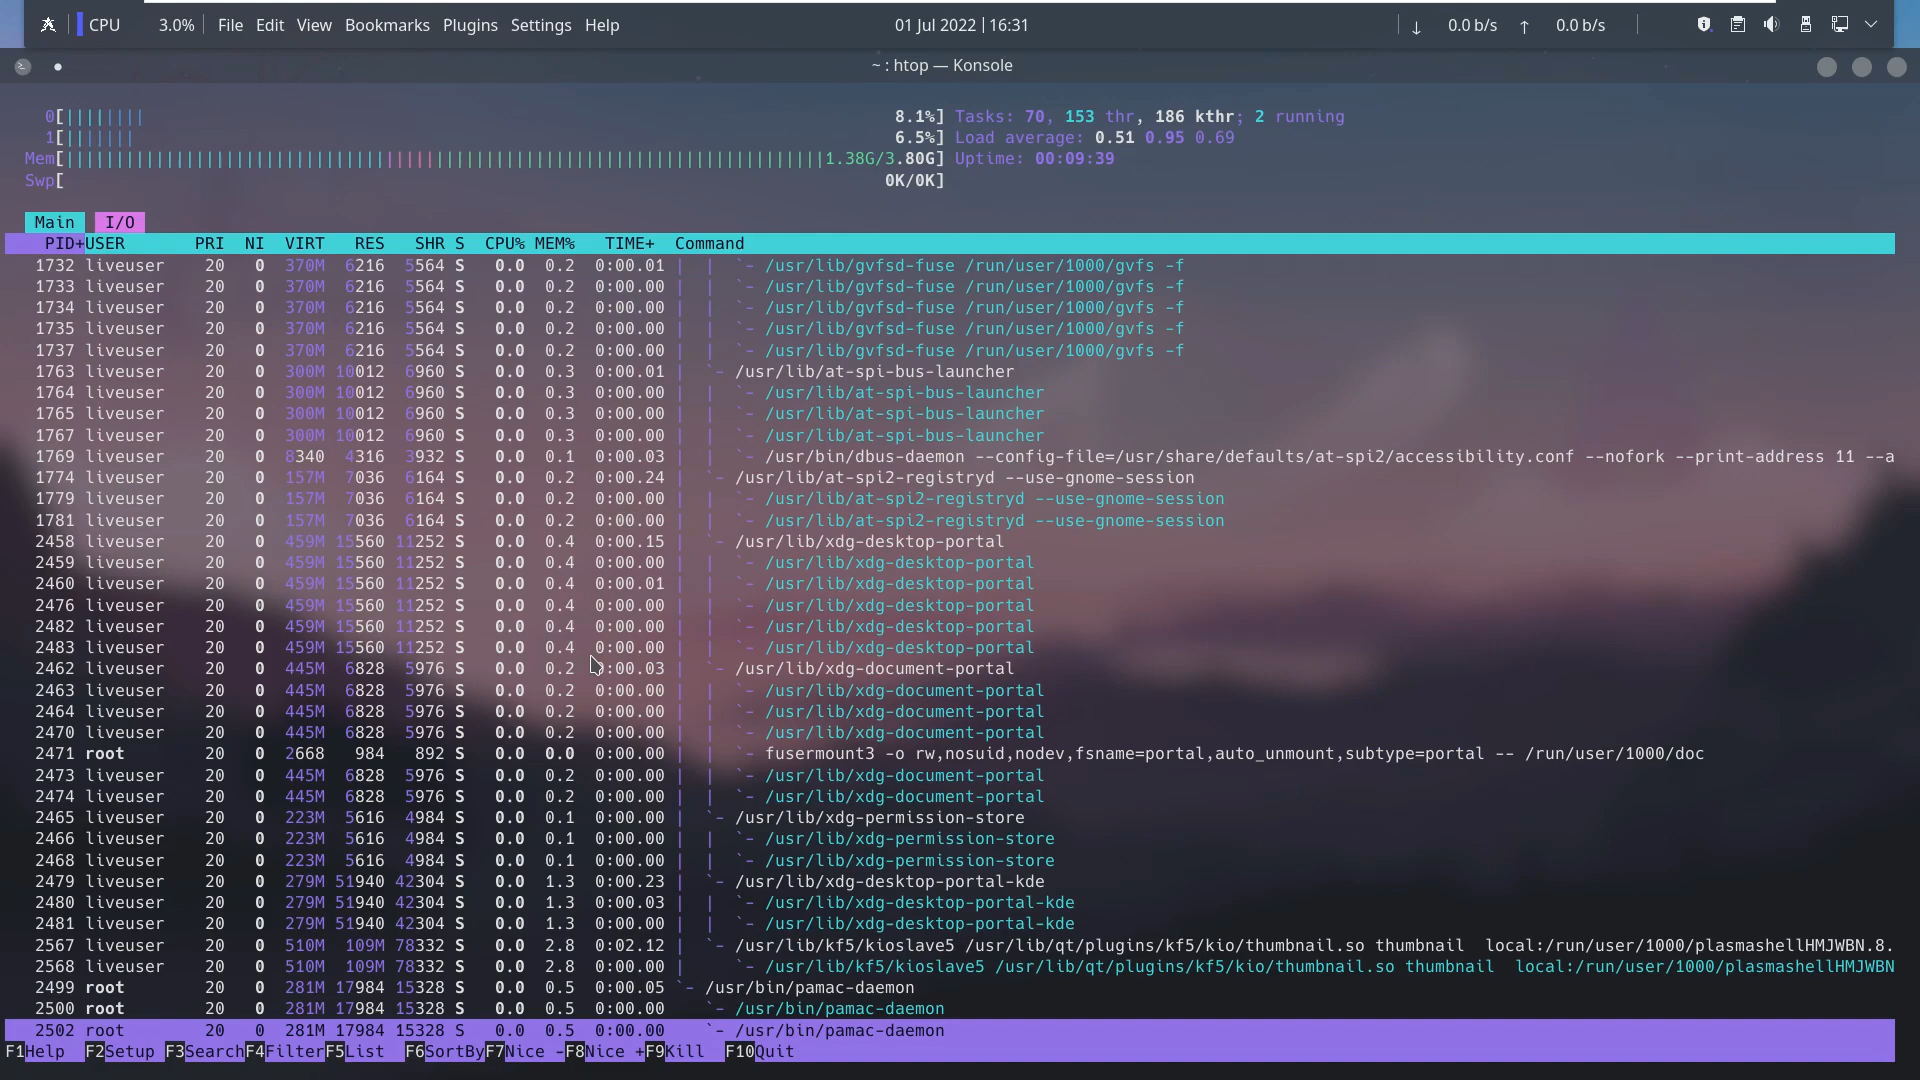 CPU 3.0% File Edit View Bookmarks Plugins Settings Help 01 Jul 2022 | 16:31 ↓ 0.0 b/s ↑ 0.0 b/s
~ : htop — Konsole
0[|||||||| 8.1%] Tasks: 70, 153 thr, 186 kthr; 2 running
1[||||||| 6.5%] Load average: 0.51 0.95 0.69
Mem[||||||||||||||||||||||||||||||||||||||||||||||||||||||||||||||||||||||||||||1.38G/3.80G] Uptime: 00:09:39
Swp[ 0K/0K]
Main I/O
PID+USER PRI NI VIRT RES SHR S CPU% MEM% TIME+ Command
1732 liveuser 20 0 370M 6216 5564 S 0.0 0.2 0:00.01 | | `- /usr/lib/gvfsd-fuse /run/user/1000/gvfs -f
1733 liveuser 20 0 370M 6216 5564 S 0.0 0.2 0:00.00 | | `- /usr/lib/gvfsd-fuse /run/user/1000/gvfs -f
1734 liveuser 20 0 370M 6216 5564 S 0.0 0.2 0:00.00 | | `- /usr/lib/gvfsd-fuse /run/user/1000/gvfs -f
1735 liveuser 20 0 370M 6216 5564 S 0.0 0.2 0:00.00 | | `- /usr/lib/gvfsd-fuse /run/user/1000/gvfs -f
1737 liveuser 20 0 370M 6216 5564 S 0.0 0.2 0:00.00 | | `- /usr/lib/gvfsd-fuse /run/user/1000/gvfs -f
1763 liveuser 20 0 300M 10012 6960 S 0.0 0.3 0:00.01 | `- /usr/lib/at-spi-bus-launcher
1764 liveuser 20 0 300M 10012 6960 S 0.0 0.3 0:00.00 | | `- /usr/lib/at-spi-bus-launcher
1765 liveuser 20 0 300M 10012 6960 S 0.0 0.3 0:00.00 | | `- /usr/lib/at-spi-bus-launcher
1767 liveuser 20 0 300M 10012 6960 S 0.0 0.3 0:00.00 | | `- /usr/lib/at-spi-bus-launcher
1769 liveuser 20 0 8340 4316 3932 S 0.0 0.1 0:00.03 | | `- /usr/bin/dbus-daemon --config-file=/usr/share/defaults/at-spi2/accessibility.conf --nofork --print-address 11 --a
1774 liveuser 20 0 157M 7036 6164 S 0.0 0.2 0:00.24 | `- /usr/lib/at-spi2-registryd --use-gnome-session
1779 liveuser 20 0 157M 7036 6164 S 0.0 0.2 0:00.00 | | `- /usr/lib/at-spi2-registryd --use-gnome-session
1781 liveuser 20 0 157M 7036 6164 S 0.0 0.2 0:00.00 | | `- /usr/lib/at-spi2-registryd --use-gnome-session
2458 liveuser 20 0 459M 15560 11252 S 0.0 0.4 0:00.15 | `- /usr/lib/xdg-desktop-portal
2459 liveuser 20 0 459M 15560 11252 S 0.0 0.4 0:00.00 | | `- /usr/lib/xdg-desktop-portal
2460 liveuser 20 0 459M 15560 11252 S 0.0 0.4 0:00.01 | | `- /usr/lib/xdg-desktop-portal
2476 liveuser 20 0 459M 15560 11252 S 0.0 0.4 0:00.00 | | `- /usr/lib/xdg-desktop-portal
2482 liveuser 20 0 459M 15560 11252 S 0.0 0.4 0:00.00 | | `- /usr/lib/xdg-desktop-portal
2483 liveuser 20 0 459M 15560 11252 S 0.0 0.4 0:00.00 | | `- /usr/lib/xdg-desktop-portal
2462 liveuser 20 0 445M 6828 5976 S 0.0 0.2 0:00.03 | `- /usr/lib/xdg-document-portal
2463 liveuser 20 0 445M 6828 5976 S 0.0 0.2 0:00.00 | | `- /usr/lib/xdg-document-portal
2464 liveuser 20 0 445M 6828 5976 S 0.0 0.2 0:00.00 | | `- /usr/lib/xdg-document-portal
2470 liveuser 20 0 445M 6828 5976 S 0.0 0.2 0:00.00 | | `- /usr/lib/xdg-document-portal
2471 root 20 0 2668 984 892 S 0.0 0.0 0:00.00 | | `- fusermount3 -o rw,nosuid,nodev,fsname=portal,auto_unmount,subtype=portal -- /run/user/1000/doc
2473 liveuser 20 0 445M 6828 5976 S 0.0 0.2 0:00.00 | | `- /usr/lib/xdg-document-portal
2474 liveuser 20 0 445M 6828 5976 S 0.0 0.2 0:00.00 | | `- /usr/lib/xdg-document-portal
2465 liveuser 20 0 223M 5616 4984 S 0.0 0.1 0:00.00 | `- /usr/lib/xdg-permission-store
2466 liveuser 20 0 223M 5616 4984 S 0.0 0.1 0:00.00 | | `- /usr/lib/xdg-permission-store
2468 liveuser 20 0 223M 5616 4984 S 0.0 0.1 0:00.00 | | `- /usr/lib/xdg-permission-store
2479 liveuser 20 0 279M 51940 42304 S 0.0 1.3 0:00.23 | `- /usr/lib/xdg-desktop-portal-kde
2480 liveuser 20 0 279M 51940 42304 S 0.0 1.3 0:00.03 | | `- /usr/lib/xdg-desktop-portal-kde
2481 liveuser 20 0 279M 51940 42304 S 0.0 1.3 0:00.00 | | `- /usr/lib/xdg-desktop-portal-kde
2567 liveuser 20 0 510M 109M 78332 S 0.0 2.8 0:02.12 | `- /usr/lib/kf5/kioslave5 /usr/lib/qt/plugins/kf5/kio/thumbnail.so thumbnail local:/run/user/1000/plasmashellHMJWBN.8.
2568 liveuser 20 0 510M 109M 78332 S 0.0 2.8 0:00.00 | `- /usr/lib/kf5/kioslave5 /usr/lib/qt/plugins/kf5/kio/thumbnail.so thumbnail local:/run/user/1000/plasmashellHMJWBN
2499 root 20 0 281M 17984 15328 S 0.0 0.5 0:00.05 `- /usr/bin/pamac-daemon
2500 root 20 0 281M 17984 15328 S 0.0 0.5 0:00.00 `- /usr/bin/pamac-daemon
2502 root 20 0 281M 17984 15328 S 0.0 0.5 0:00.00 `- /usr/bin/pamac-daemon
F1Help F2Setup F3SearchF4FilterF5List F6SortByF7Nice -F8Nice +F9Kill F10Quit